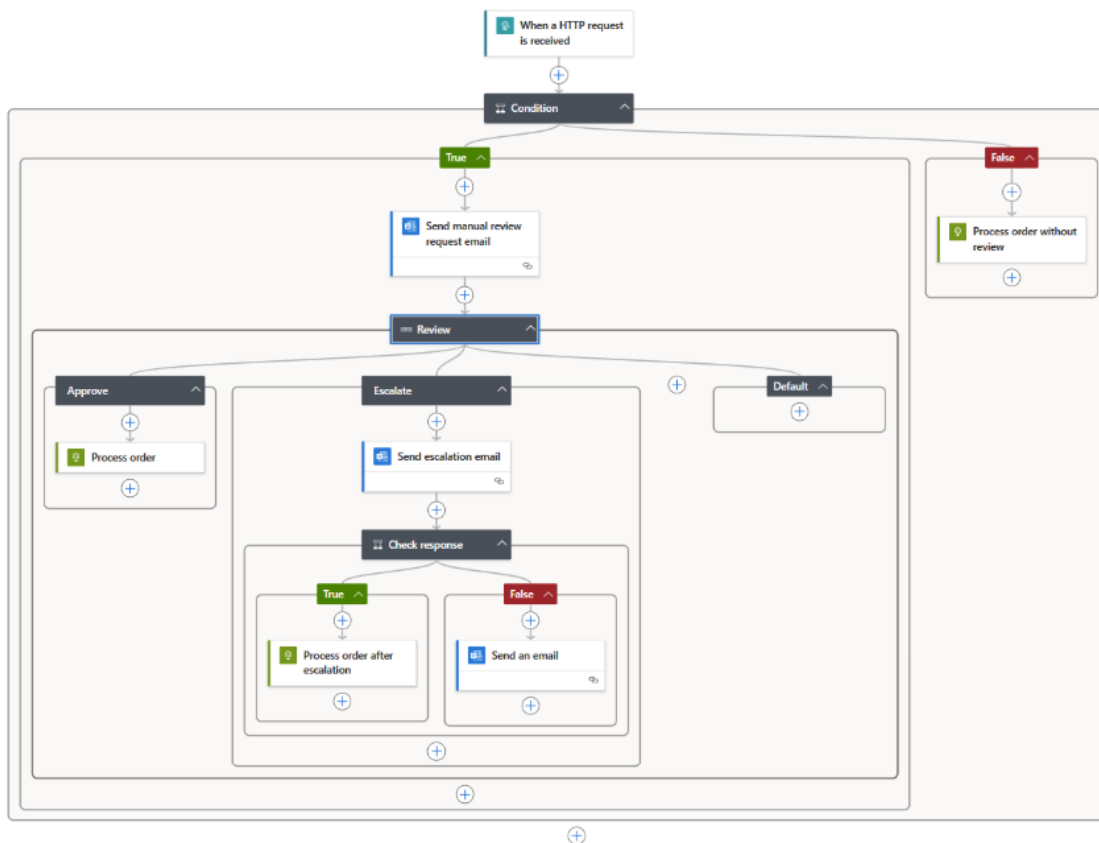 When a HTTP request
is received
Condition
True
False
Send manual review
request email
Process order without
review
Review
Approve
Escalate
Default
Process order
Send escalation email
Check response
True
False
Process order after
escalation
Send an email